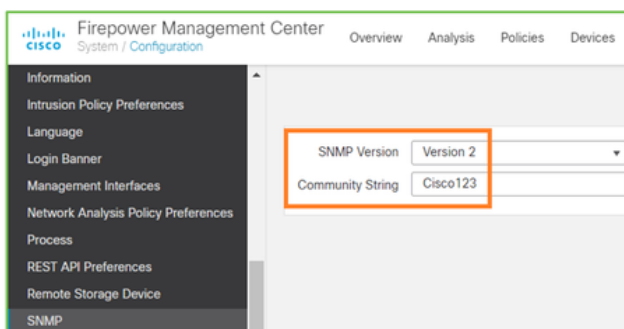 cisco
Firepower Management Center
System / Configuration
Overview
Analysis
Policies
Devices
Information
Intrusion Policy Preferences
Language
Login Banner
Management Interfaces
Network Analysis Policy Preferences
Process
REST API Preferences
Remote Storage Device
SNMP
SNMP Version
Version 2
Community String
Cisco123